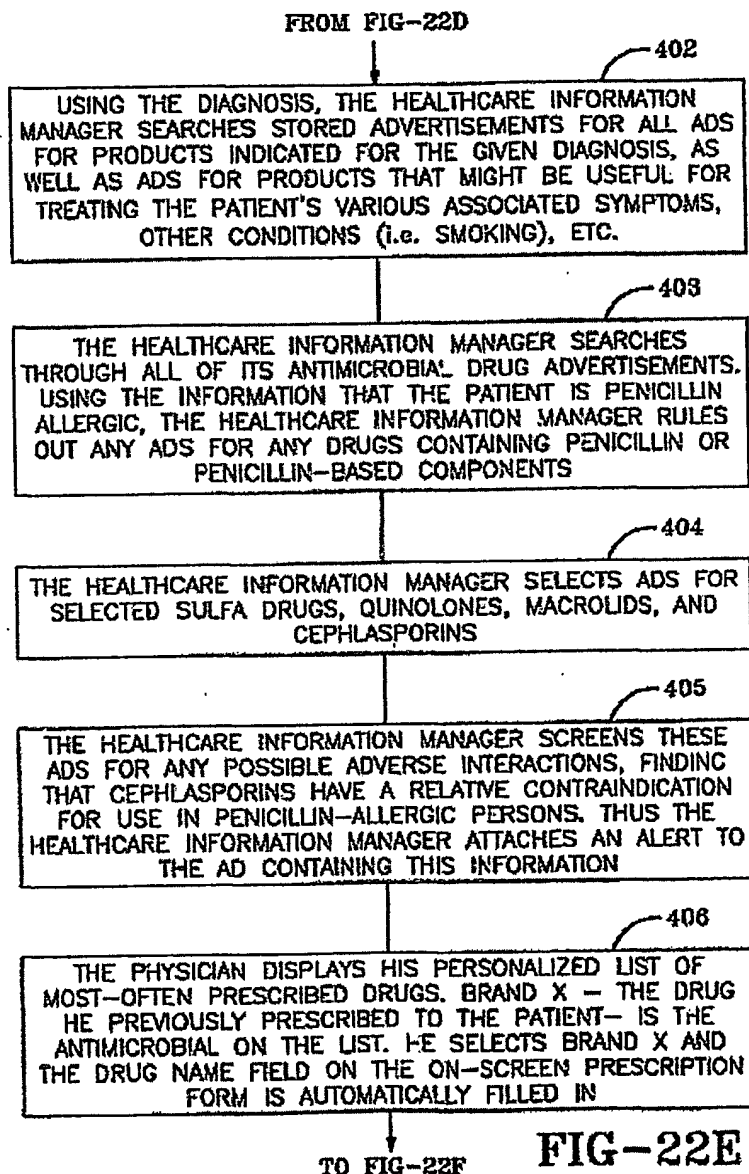 FROM FIG-22D
402
USING THE DIAGNOSIS, THE HEALTHCARE INFORMATION
MANAGER SEARCHES STORED ADVERTISEMENTS FOR ALL ADS
FOR PRODUCTS INDICATED FOR THE GIVEN DIAGNOSIS, AS
WELL AS ADS FOR PRODUCTS THAT MIGHT BE USEFUL FOR
TREATING THE PATIENT'S VARIOUS ASSOCIATED SYMPTOMS,
OTHER CONDITIONS (i.e. SMOKING), ETC.
403
THE HEALTHCARE INFORMATION MANAGER SEARCHES
THROUGH ALL OF ITS ANTIMICROBIAL DRUG ADVERTISEMENTS.
USING THE INFORMATION THAT THE PATIENT IS PENICILLIN
ALLERGIC, THE HEALTHCARE INFORMATION MANAGER RULES
OUT ANY ADS FOR ANY DRUGS CONTAINING PENICILLIN OR
PENICILLIN-BASED COMPONENTS
404
THE HEALTHCARE INFORMATION MANAGER SELECTS ADS FOR
SELECTED SULFA DRUGS, QUINOLONES, MACROLIDS, AND
CEPHLASPORINS
405
THE HEALTHCARE INFORMATION MANAGER SCREENS THESE
ADS FOR ANY POSSIBLE ADVERSE INTERACTIONS, FINDING
THAT CEPHLASPORINS HAVE A RELATIVE CONTRAINDICATION
FOR USE IN PENICILLIN-ALLERGIC PERSONS. THUS THE
HEALTHCARE INFORMATION MANAGER ATTACHES AN ALERT TO
THE AD CONTAINING THIS INFORMATION
406
THE PHYSICIAN DISPLAYS HIS PERSONALIZED LIST OF
MOST-OFTEN PRESCRIBED DRUGS. BRAND X - THE DRUG
HE PREVIOUSLY PRESCRIBED TO THE PATIENT- IS THE
ANTIMICROBIAL ON THE LIST. HE SELECTS BRAND X AND
THE DRUG NAME FIELD ON THE ON-SCREEN PRESCRIPTION
FORM IS AUTOMATICALLY FILLED IN
TO FIG-22F
FIG-22E